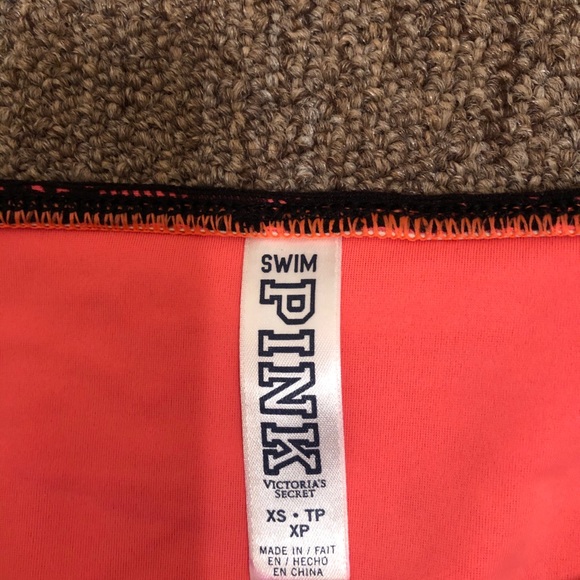 SWIM
PINK
VICTORIA'S
SECRET
XS • TP
XP
MADE IN / FAIT
EN / HECHO
EN CHINA